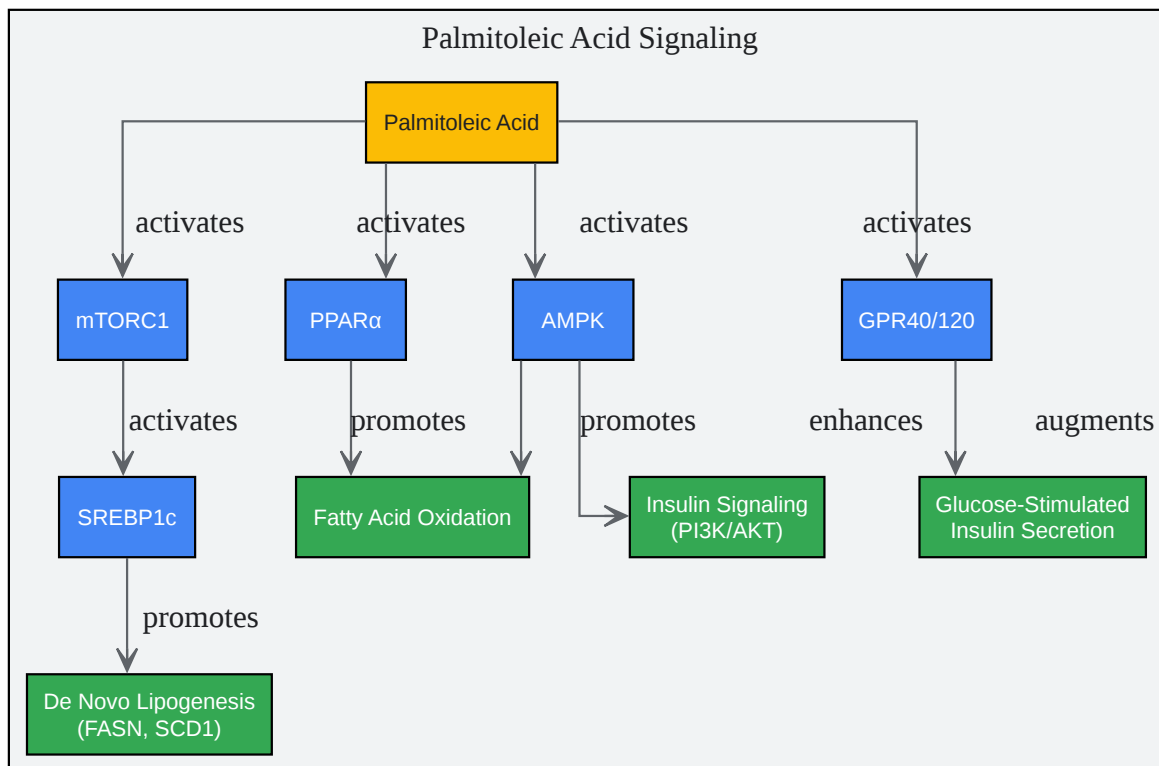 Palmitoleic Acid Signaling
Palmitoleic Acid
activates
activates
activates
activates
mTORC1
PPARα
AMPK
GPR40/120
activates
promotes
promotes
enhances
augments
SREBP1c
Fatty Acid Oxidation
Insulin Signaling
(PI3K/AKT)
Glucose-Stimulated
Insulin Secretion
promotes
De Novo Lipogenesis
(FASN, SCD1)